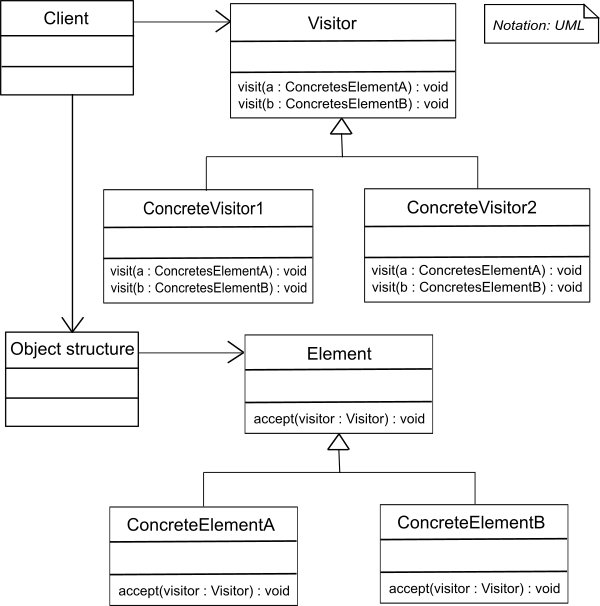 Client
Visitor
Notation: UML
visit(a : ConcretesElementA) : void
visit(b : ConcretesElementB) : void
ConcreteVisitor1
ConcreteVisitor2
visit(a : ConcretesElementA) : void
visit(b : ConcretesElementB) : void
visit(a : ConcretesElementA) : void
visit(b : ConcretesElementB) : void
Object structure
Element
accept(visitor : Visitor) : void
ConcreteElementA
ConcreteElementB
accept(visitor : Visitor) : void
accept(visitor : Visitor) : void